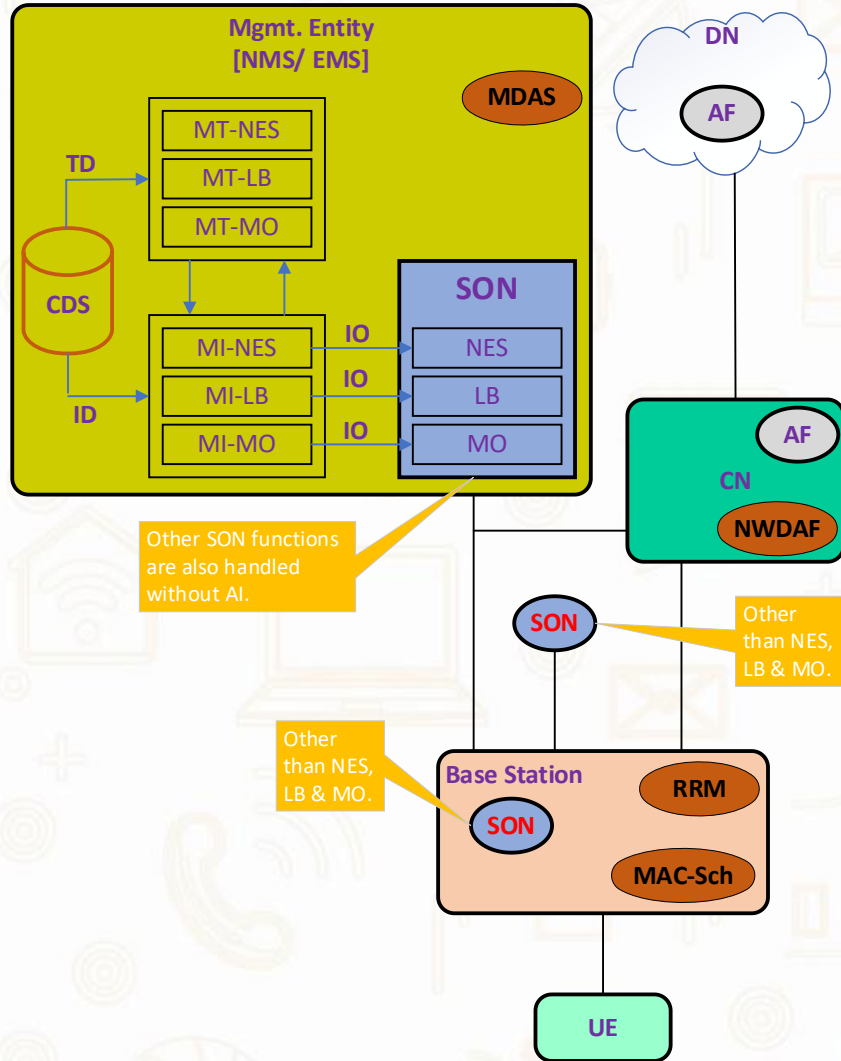 Mgmt. Entity
[NMS/ EMS]
DN
AF
MDAS
MT-NES
MT-LB
MT-MO
TD
CDS
SON
MI-NES
IO
NES
MI-LB
IO
LB
MI-MO
IO
MO
ID
AF
CN
NWDAF
Other SON functions
are also handled
without AI.
SON
Other
than NES,
LB & MO.
Other
than NES,
LB & MO.
Base Station
RRM
SON
MAC-Sch
UE